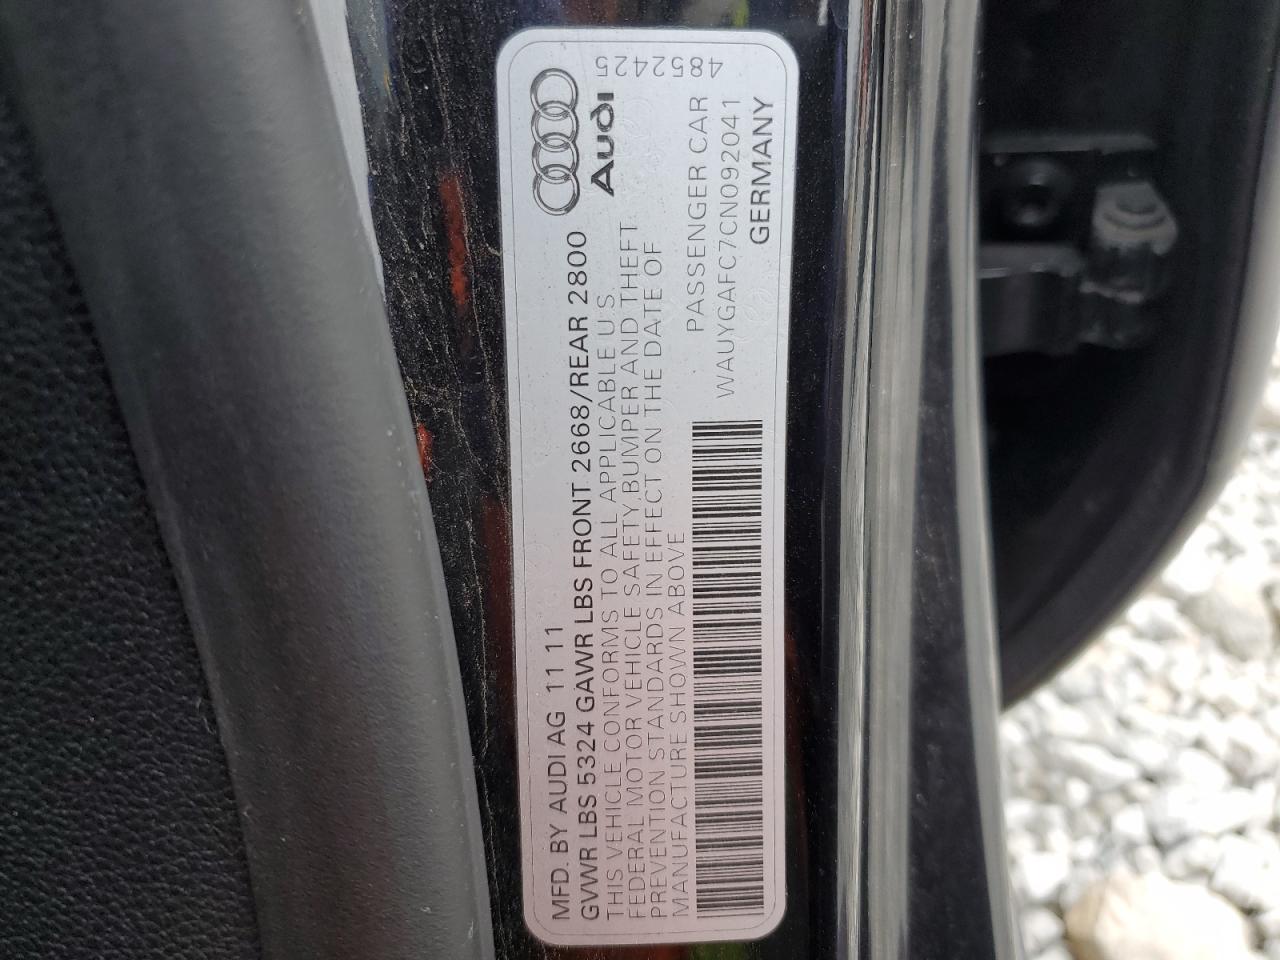 MFD. BY AUDI AG 11 11
GVWR LBS 5324 GAWR LBS FRONT 2668/REAR 2800
THIS VEHICLE CONFORMS TO ALL APPLICABLE U.S.
FEDERAL MOTOR VEHICLE SAFETY, BUMPER AND THEFT
PREVENTION STANDARDS IN EFFECT ON THE DATE OF
MANUFACTURE SHOWN ABOVE
Audi
PASSENGER CAR
WAUYGAFC7CN092041
GERMANY
4852425